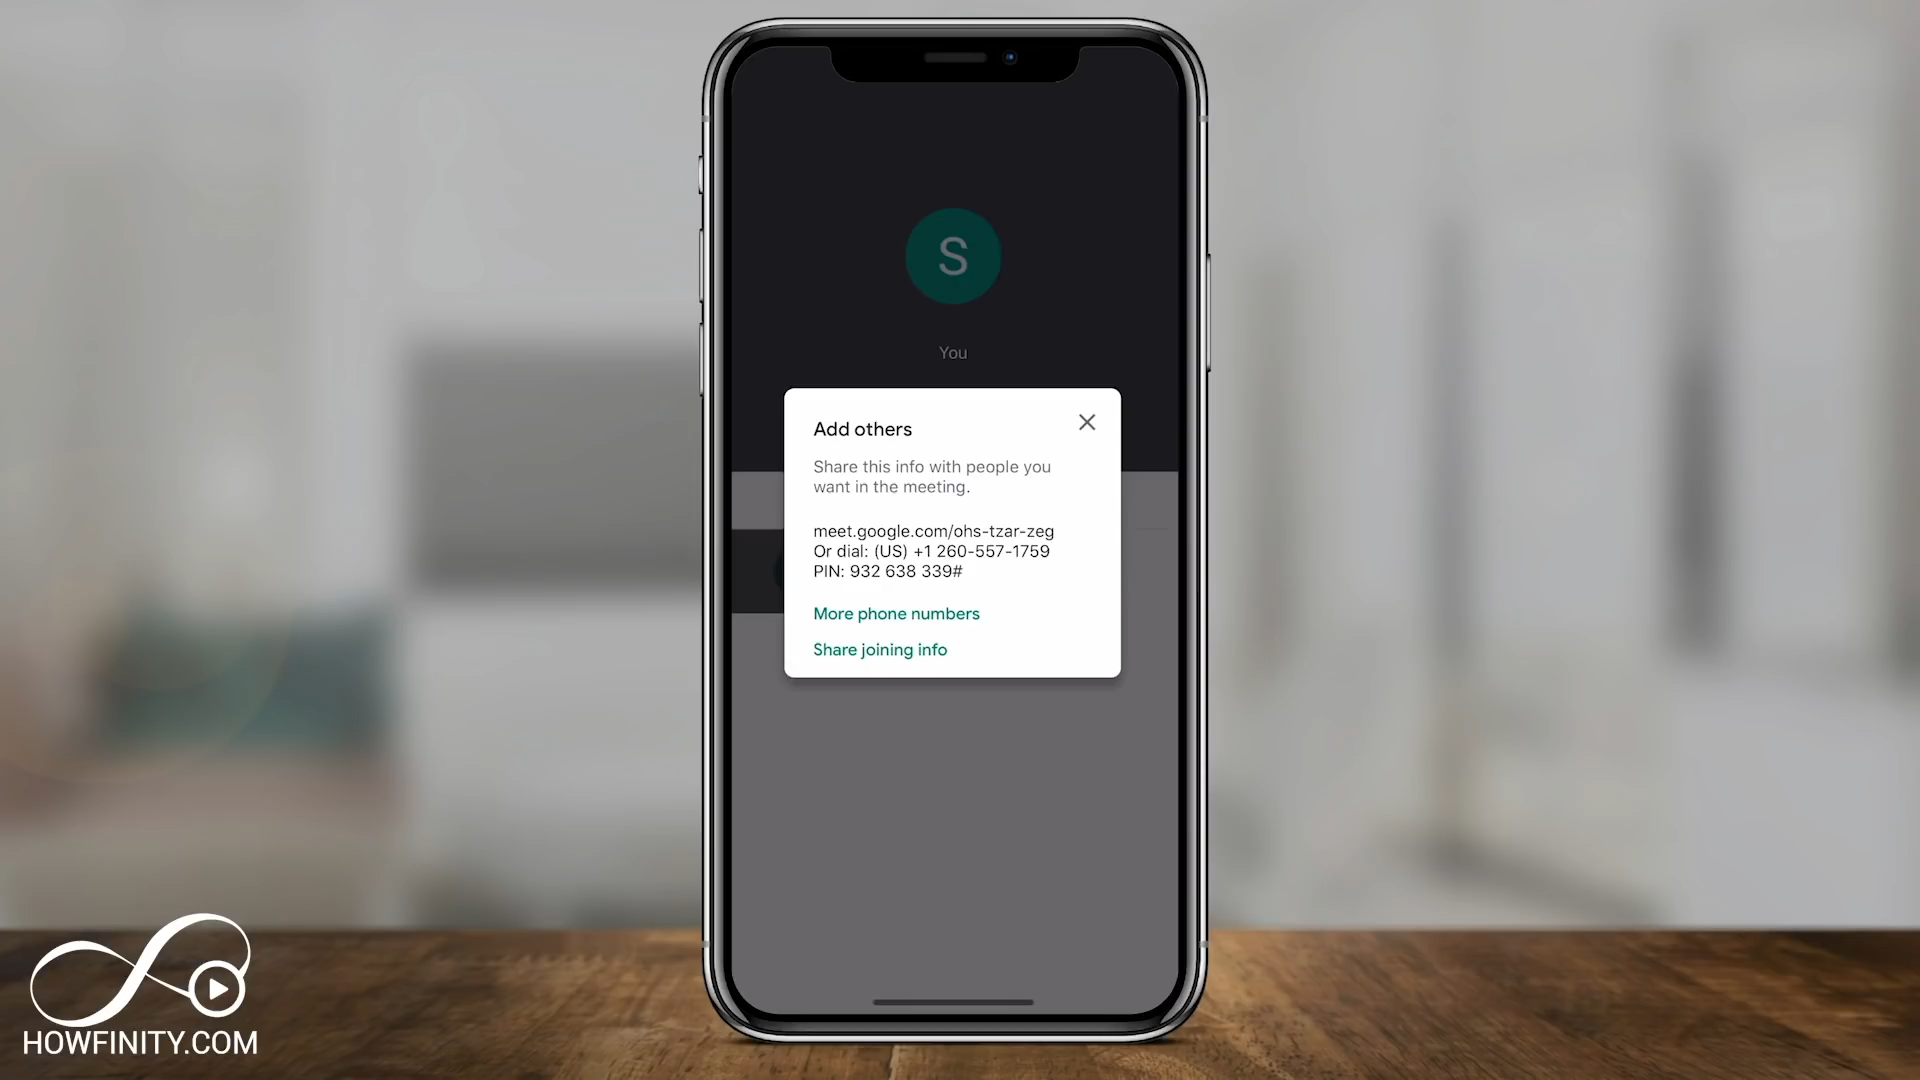 S
You
Add others
Share this info with people you
want in the meeting.
meet.google.com/ohs-tzar-zeg
Or dial: (US) +1 260-557-1759
PIN: 932 638 339#
More phone numbers
Share joining info
HOWFINITY.COM